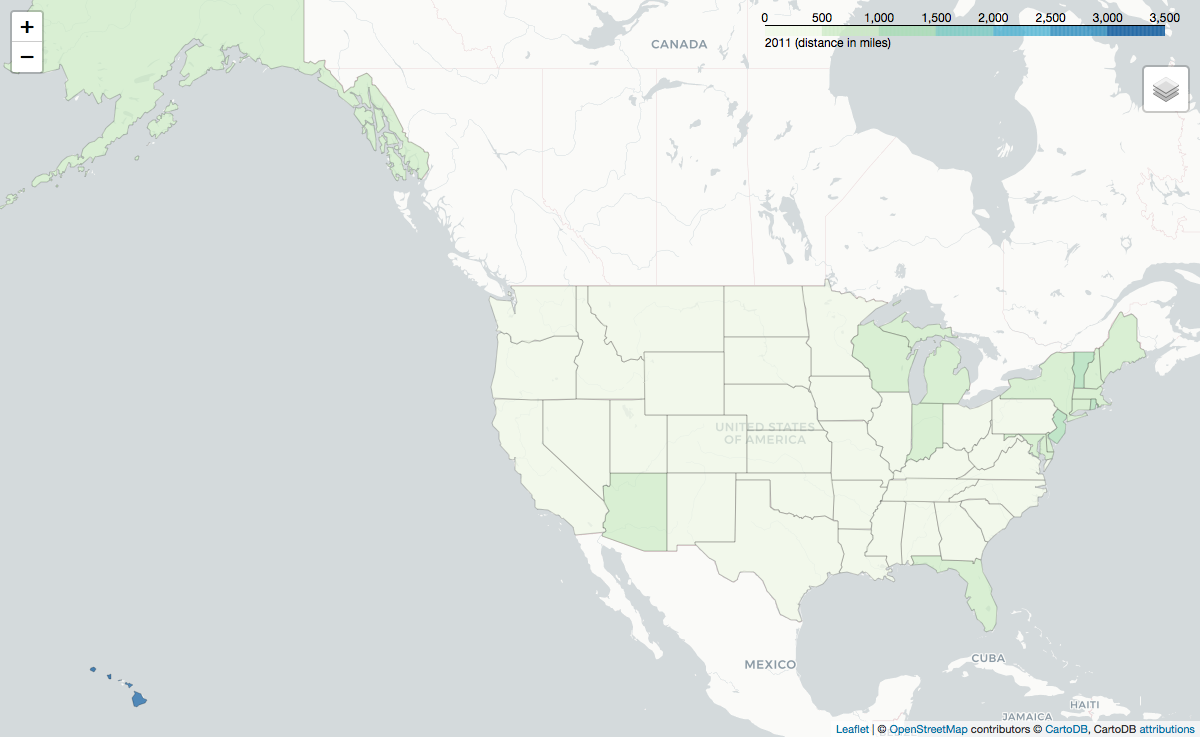 +
−
0 500 1,000 1,500 2,000 2,500 3,000 3,500
2011 (distance in miles)
CANADA
UNITED STATES
OF AMERICA
MEXICO
CUBA
HAITI
JAMAICA
Leaflet | © OpenStreetMap contributors © CartoDB, CartoDB attributions